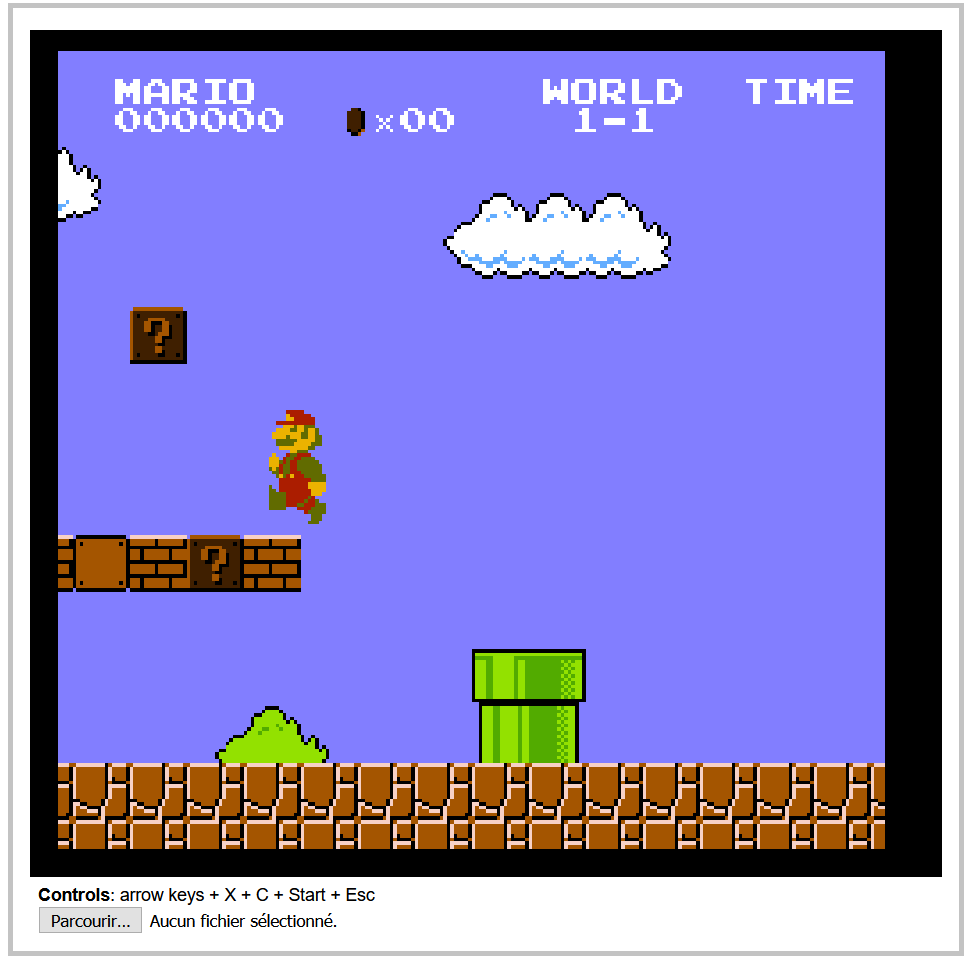 MARIO WORLD TIME
000000 x00 1-1
?
?
Controls: arrow keys + X + C + Start + Esc
Parcourir... Aucun fichier sélectionné.